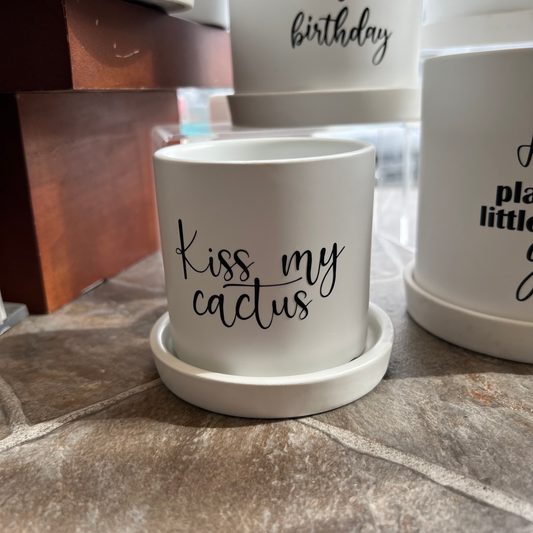 birthday
Kiss my
cactus
little